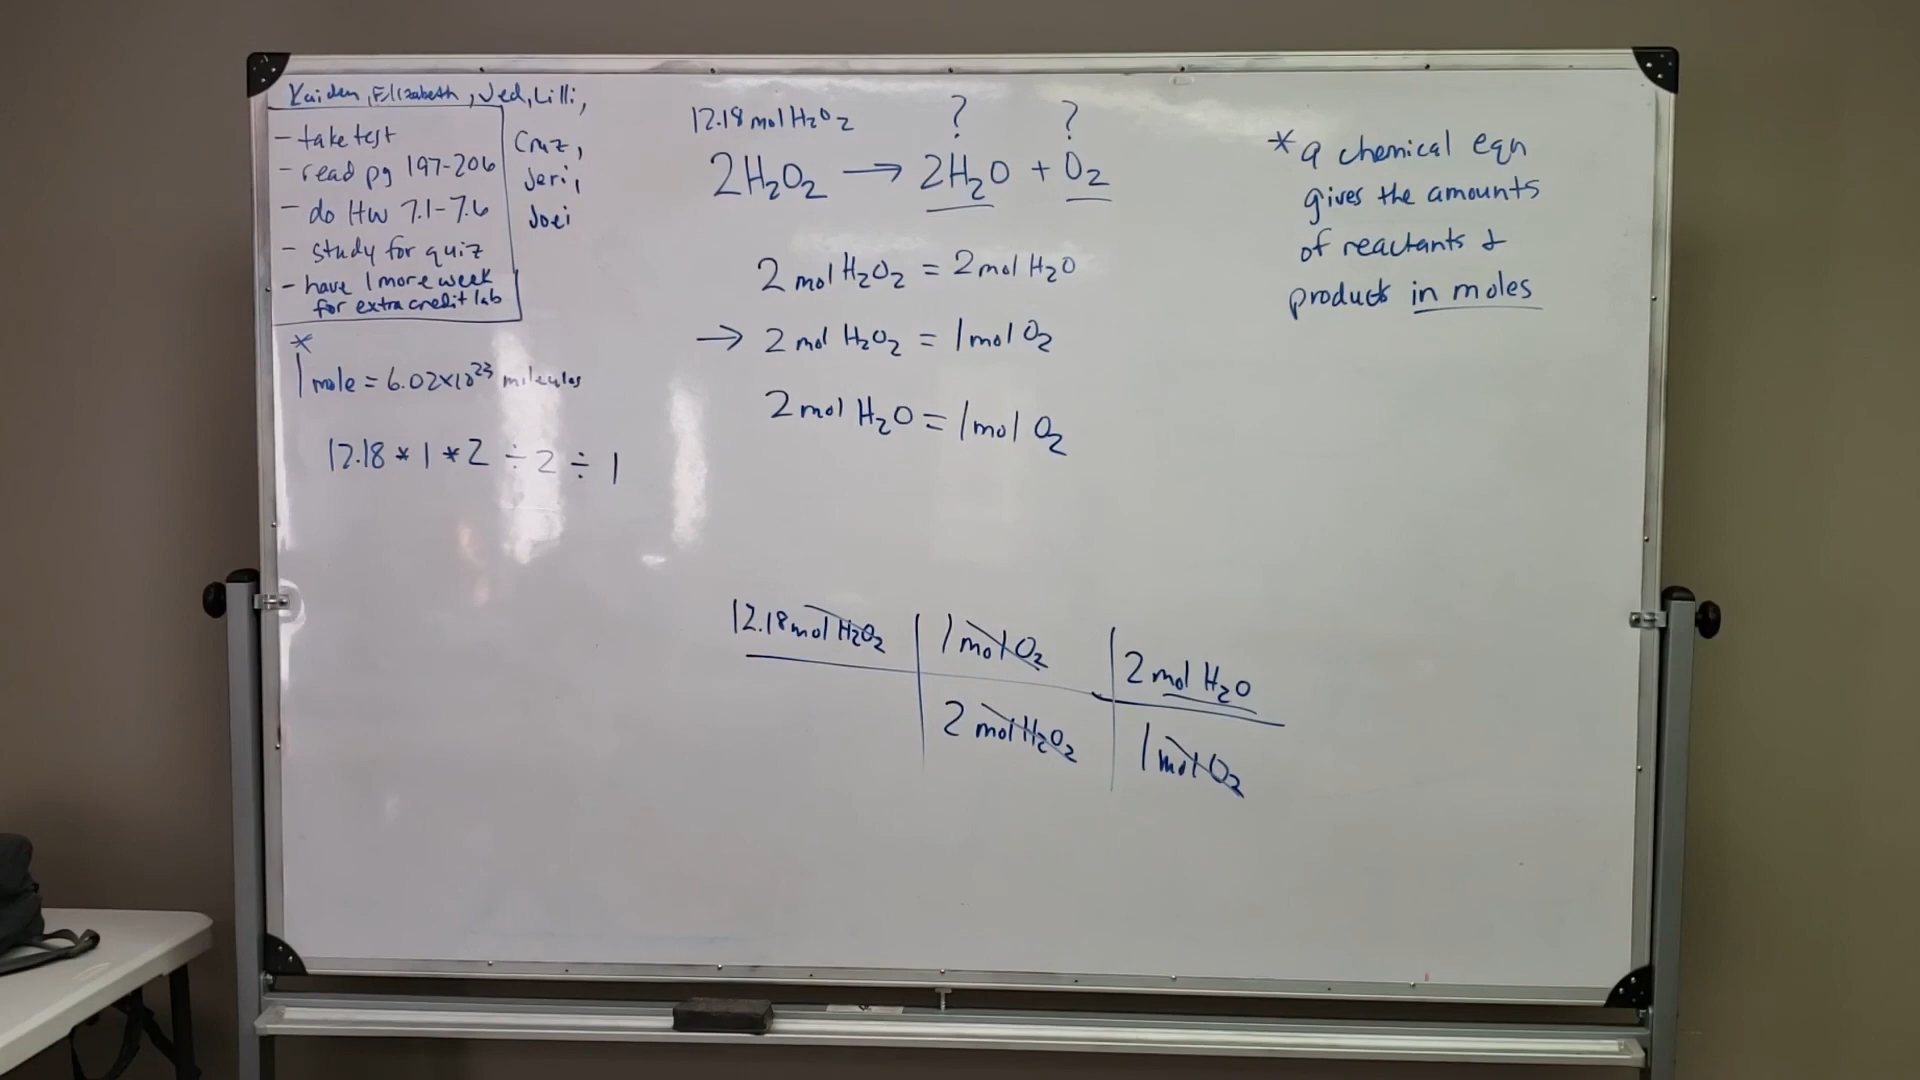 Kaiden, Elizabeth, Jed, Lilli,
Cruz,
Jeri,
Joei
- take test
- read pg 197-206
- do HW 7.1-7.6
- study for quiz
- have 1 more week
for extra credit lab
*
1 mole = 6.02x10²³ molecules
12.18 * 1 * 2 ÷ 2 ÷ 1
12.18 mol H₂O₂ ? ?
2H₂O₂ → 2H₂O + O₂
2 mol H₂O₂ = 2 mol H₂O
→ 2 mol H₂O₂ = 1 mol O₂
2 mol H₂O = 1 mol O₂
12.18 mol H₂O₂ | 1 mol O₂ | 2 mol H₂O
2 mol H₂O₂ | 1 mol O₂
* a chemical eqn
gives the amounts
of reactants &
products in moles